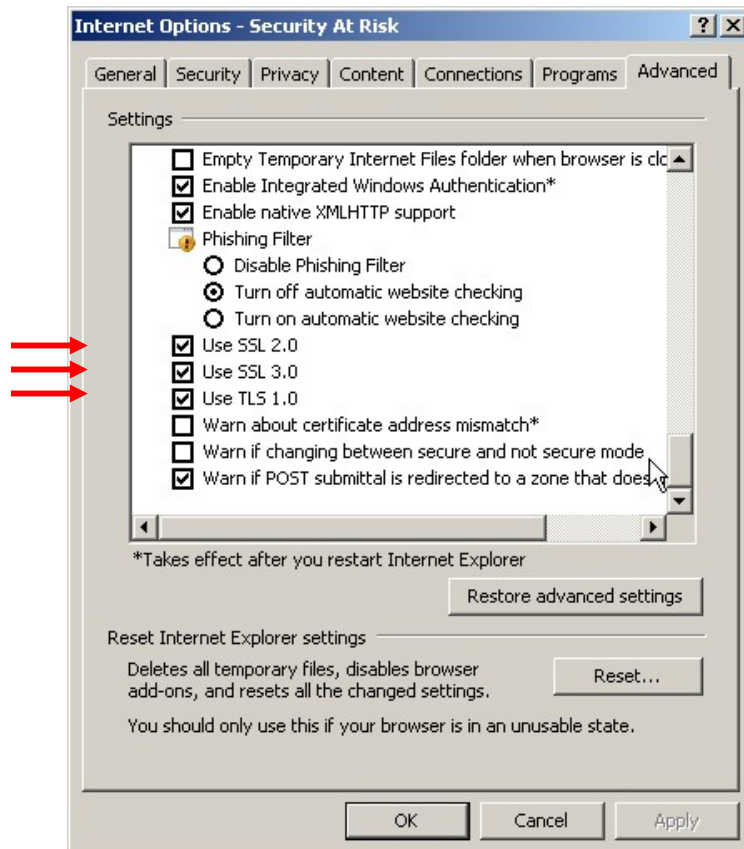 Internet Options - Security At Risk
General Security Privacy Content Connections Programs Advanced
Settings
Empty Temporary Internet Files folder when browser is clo
Enable Integrated Windows Authentication*
Enable native XMLHTTP support
Phishing Filter
Disable Phishing Filter
Turn off automatic website checking
Turn on automatic website checking
Use SSL 2.0
Use SSL 3.0
Use TLS 1.0
Warn about certificate address mismatch*
Warn if changing between secure and not secure mode
Warn if POST submittal is redirected to a zone that does
*Takes effect after you restart Internet Explorer
Restore advanced settings
Reset Internet Explorer settings
Deletes all temporary files, disables browser
add-ons, and resets all the changed settings.
Reset...
You should only use this if your browser is in an unusable state.
OK Cancel Apply